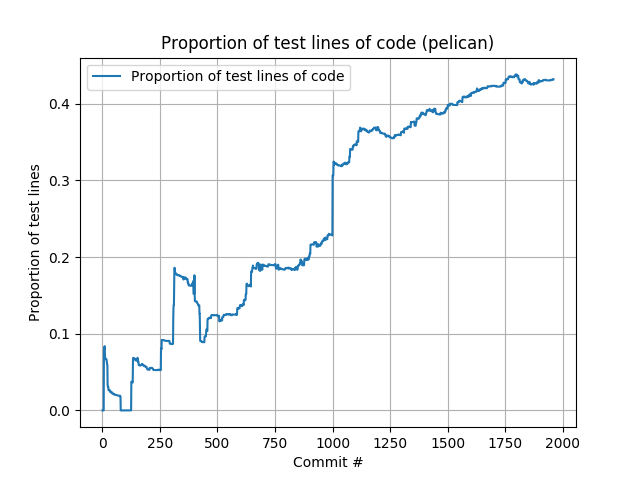 Proportion of test lines of code (pelican)
Proportion of test lines of code
Proportion of test lines
0.4
0.3
0.2
0.1
0.0
0 250 500 750 1000 1250 1500 1750 2000
Commit #